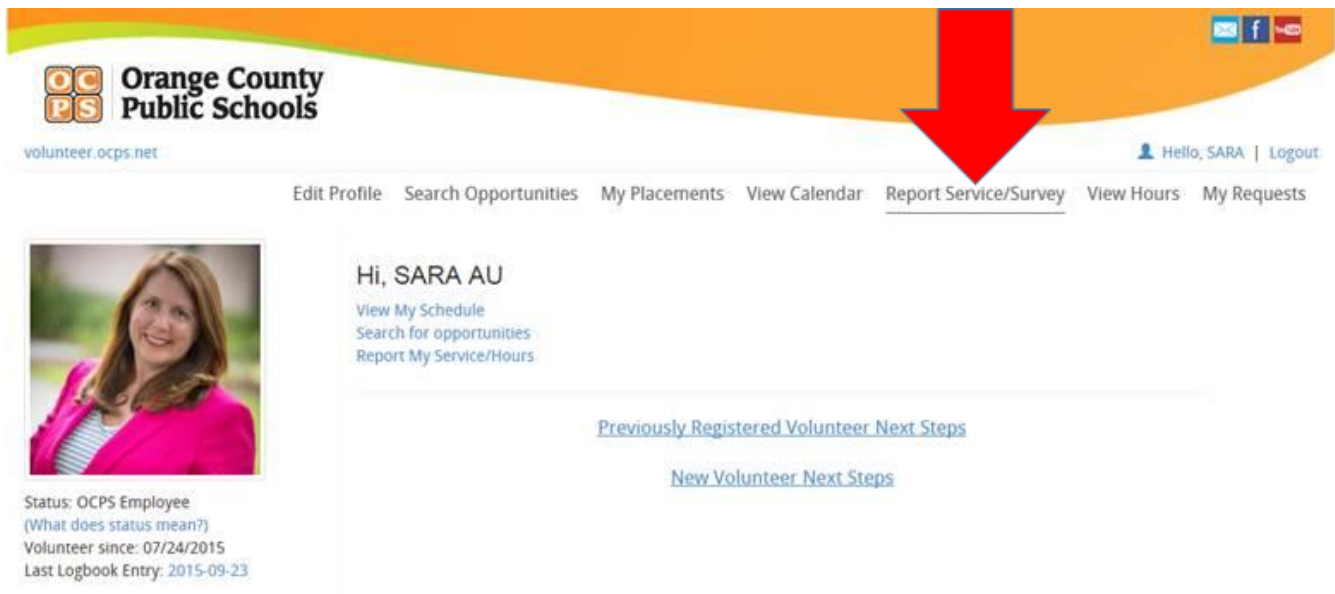 OC
PS
Orange County
Public Schools
volunteer.ocps.net
Hello, SARA | Logout
Edit Profile Search Opportunities My Placements View Calendar Report Service/Survey View Hours My Requests
Hi, SARA AU
View My Schedule
Search for opportunities
Report My Service/Hours
Previously Registered Volunteer Next Steps
New Volunteer Next Steps
Status: OCPS Employee
(What does status mean?)
Volunteer since: 07/24/2015
Last Logbook Entry: 2015-09-23